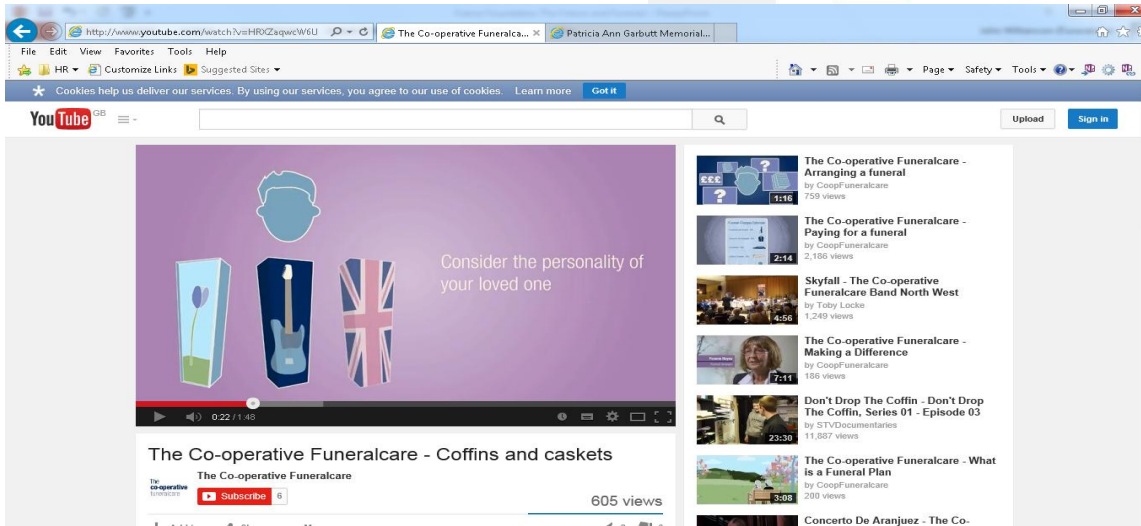 http://www.youtube.com/watch?v=HRXZaqwcW6U
The Co-operative Funeralca...
Patricia Ann Garbutt Memorial...
File Edit View Favorites Tools Help
HR Customize Links Suggested Sites
Page Safety Tools
Cookies help us deliver our services. By using our services, you agree to our use of cookies. Learn more Got it
YouTube GB
Upload Sign in
Consider the personality of
your loved one
0:22 / 1:48
The Co-operative Funeralcare - Coffins and caskets
The Co-operative Funeralcare
The
co-operative
funeralcare
Subscribe 6
605 views
£££
? ?
1:16
The Co-operative Funeralcare -
Arranging a funeral
by CoopFuneralcare
759 views
2:14
The Co-operative Funeralcare -
Paying for a funeral
by CoopFuneralcare
2,186 views
4:56
Skyfall - The Co-operative
Funeralcare Band North West
by Toby Locke
1,249 views
7:11
The Co-operative Funeralcare -
Making a Difference
by CoopFuneralcare
186 views
23:30
Don't Drop The Coffin - Don't Drop
The Coffin, Series 01 - Episode 03
by STVDocumentaries
11,887 views
3:08
The Co-operative Funeralcare - What
is a Funeral Plan
by CoopFuneralcare
200 views
Concerto De Aranjuez - The Co-